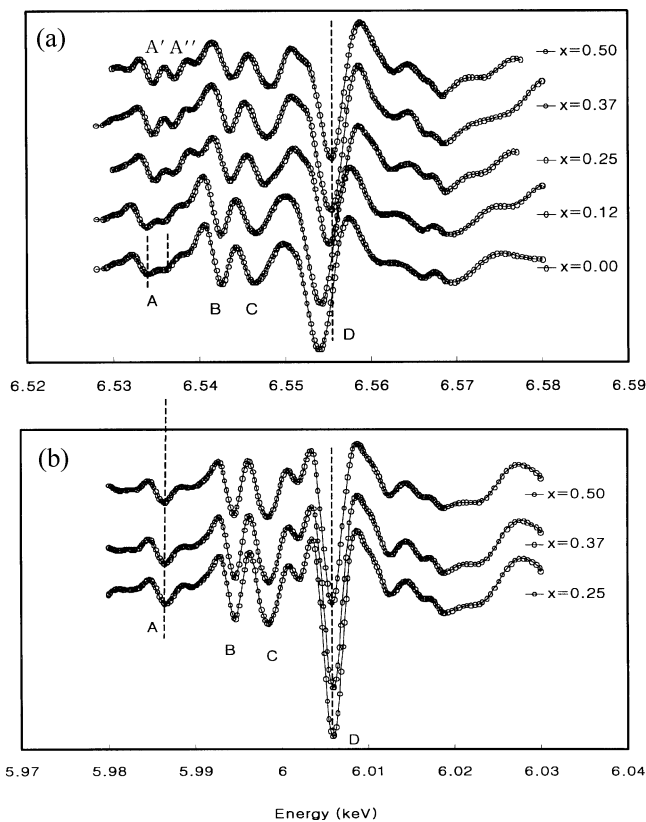 (a)
A′ A′′
x=0.50
x=0.37
x=0.25
x=0.12
x=0.00
A
B
C
D
6.52 6.53 6.54 6.55 6.56 6.57 6.58 6.59
(b)
x=0.50
x=0.37
x=0.25
A
B
C
D
5.97 5.98 5.99 6 6.01 6.02 6.03 6.04
Energy (keV)